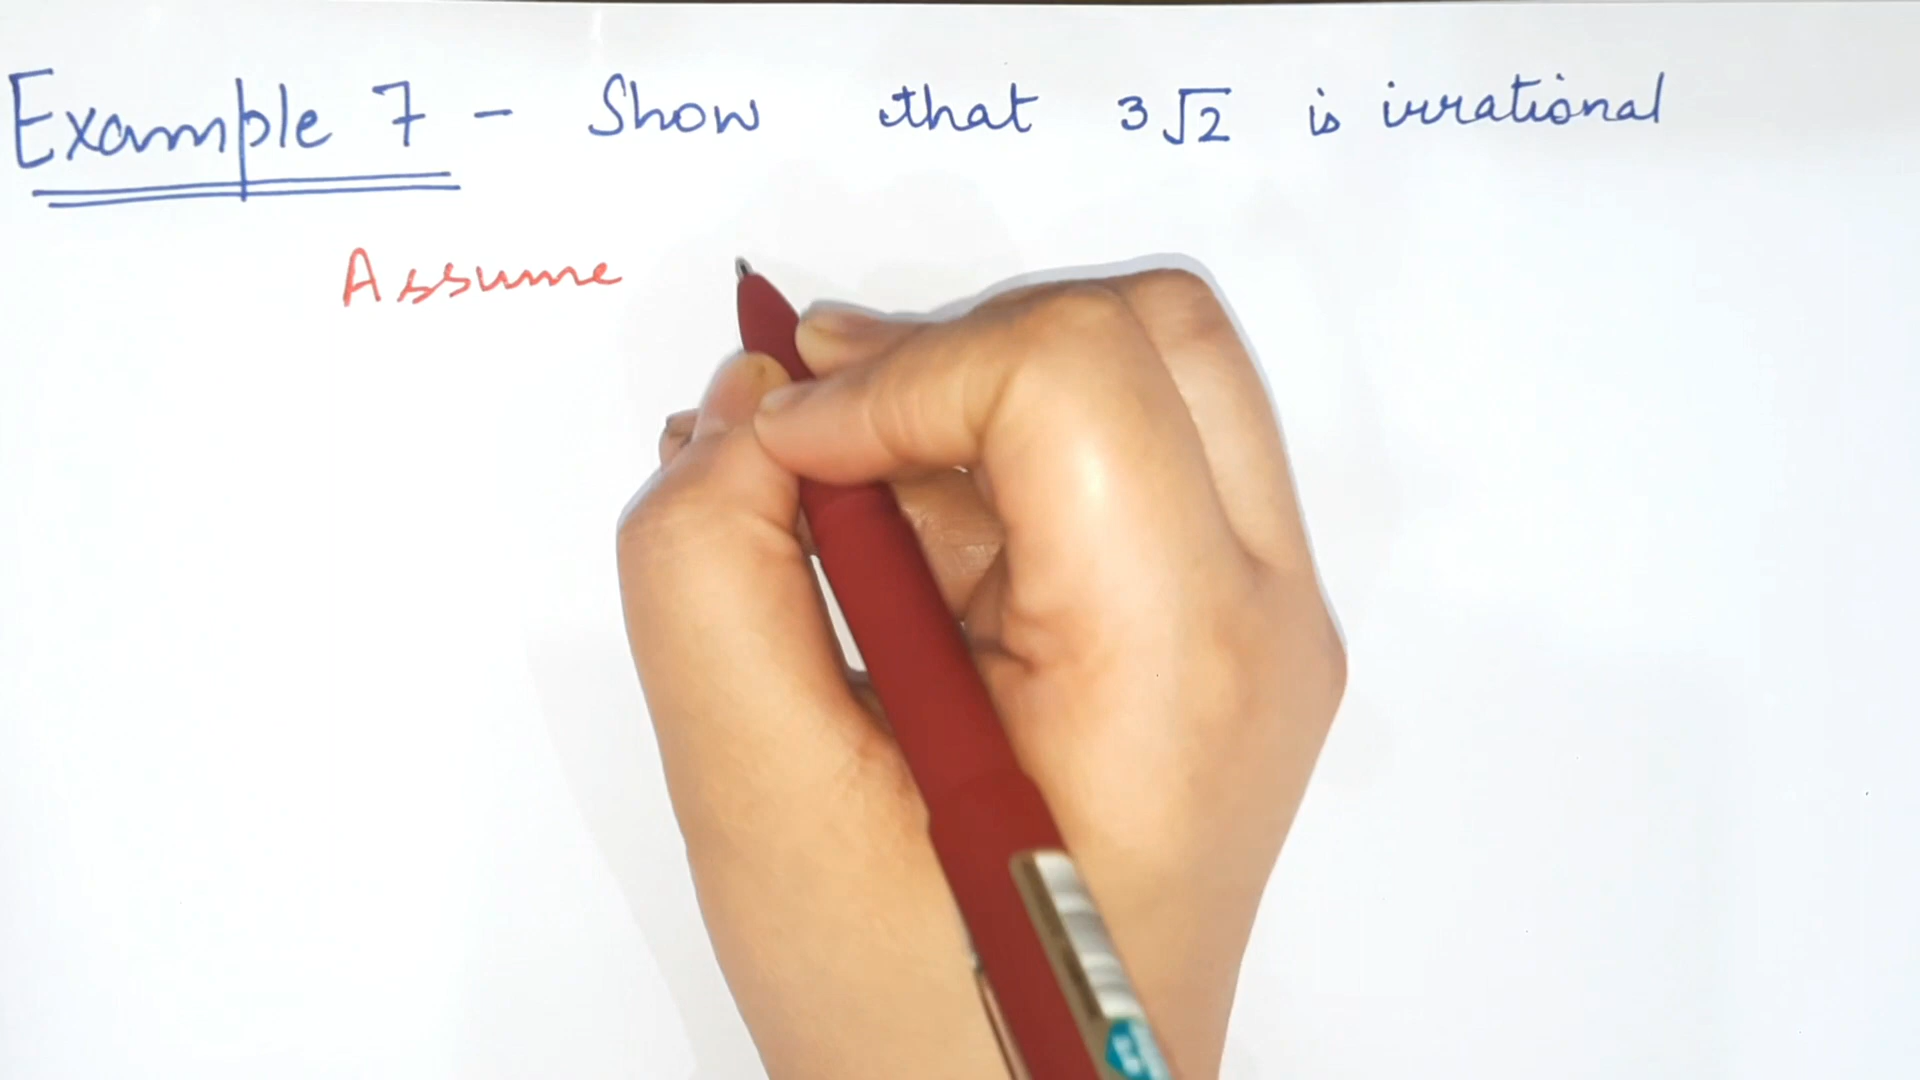 Example 7 - Show that 3√2 is irrational
Assume